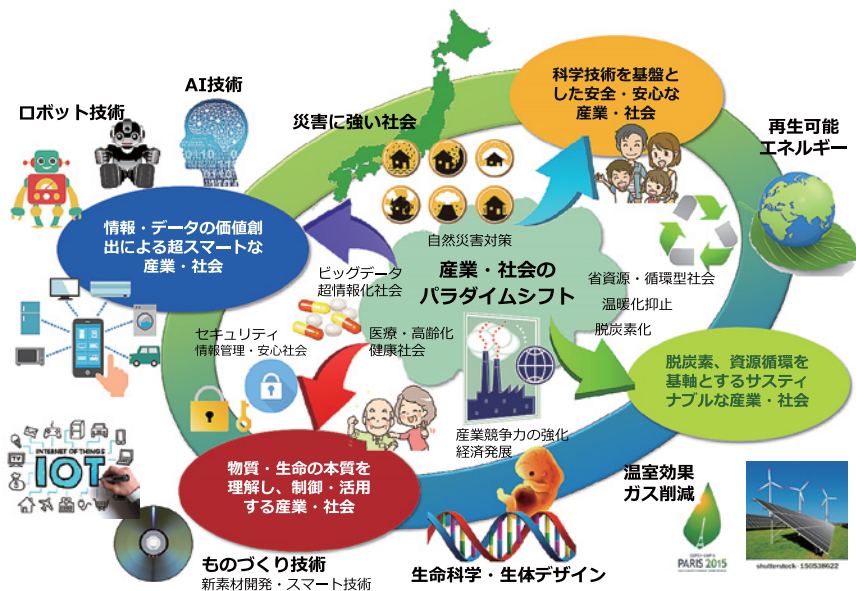 AI技術
ロボット技術
災害に強い社会
科学技術を基盤と
した安全・安心な
産業・社会
再生可能
エネルギー
情報・データの価値創
出による超スマートな
産業・社会
自然災害対策
ビッグデータ
超情報化社会
産業・社会の
パラダイムシフト
省資源・循環型社会
温暖化抑止
脱炭素化
セキュリティ
情報管理・安心社会
医療・高齢化
健康社会
脱炭素、資源循環を
基軸とするサスティ
ナブルな産業・社会
産業競争力の強化
経済発展
INTERNET OF THINGS
IOT
TV
物質・生命の本質を
理解し、制御・活用
する産業・社会
温室効果
ガス削減
PARIS 2015
shutterstock · 150538622
ものづくり技術
新素材開発・スマート技術
生命科学・生体デザイン